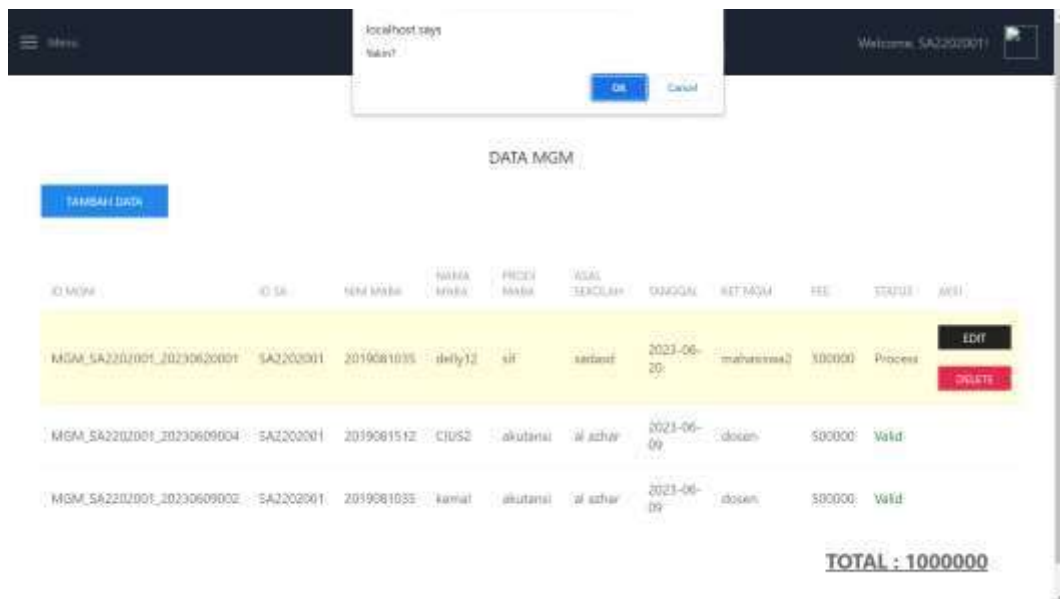 localhost says
Yakin?
OK Cancel
Menu
Welcome, SA2202001!
DATA MGM
TAMBAH DATA
ID MGM ID SA NIM MABA NAMA MABA PRODI MABA ASAL SEKOLAH TANGGAL KET MGM FEE STATUS AKSI
MGM_SA2202001_20230620001 SA2202001 2019081035 delly12 sif sadasd 2023-06-20 mahasiswa2 500000 Process EDIT
DELETE
MGM_SA2202001_20230609004 SA2202001 2019081512 CIUS2 akutansi al azhar 2023-06-09 dosen 500000 Valid
MGM_SA2202001_20230609002 SA2202001 2019081035 kamal akutansi al azhar 2023-06-09 dosen 500000 Valid
TOTAL : 1000000